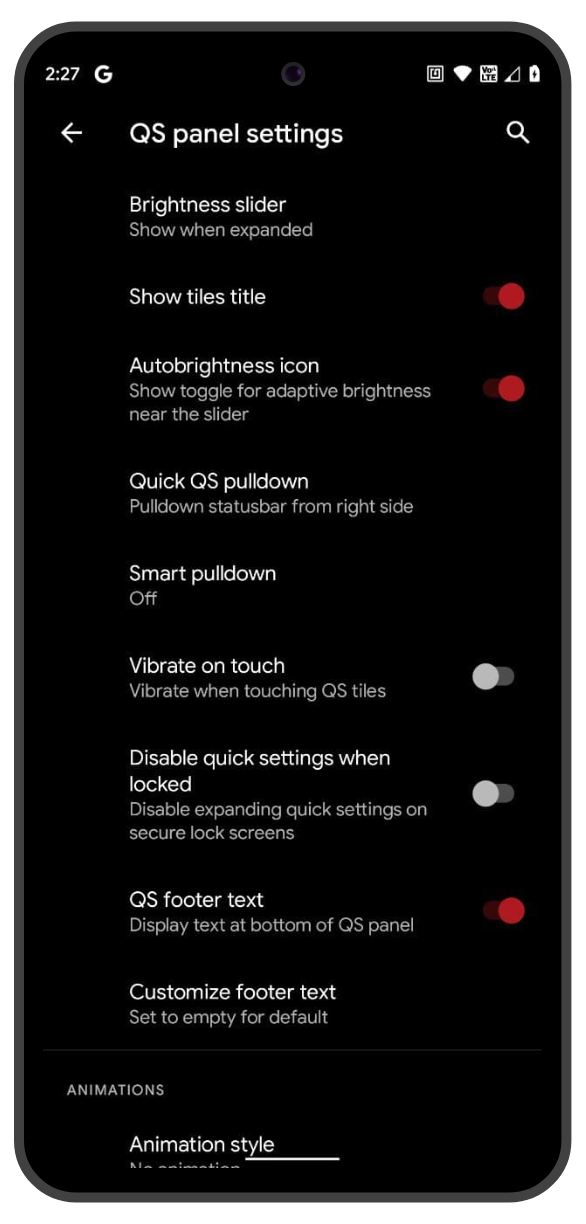 2:27 G
Vo))
LTE
QS panel settings
Brightness slider
Show when expanded
Show tiles title
Autobrightness icon
Show toggle for adaptive brightness
near the slider
Quick QS pulldown
Pulldown statusbar from right side
Smart pulldown
Off
Vibrate on touch
Vibrate when touching QS tiles
Disable quick settings when
locked
Disable expanding quick settings on
secure lock screens
QS footer text
Display text at bottom of QS panel
Customize footer text
Set to empty for default
ANIMATIONS
Animation style
No animation